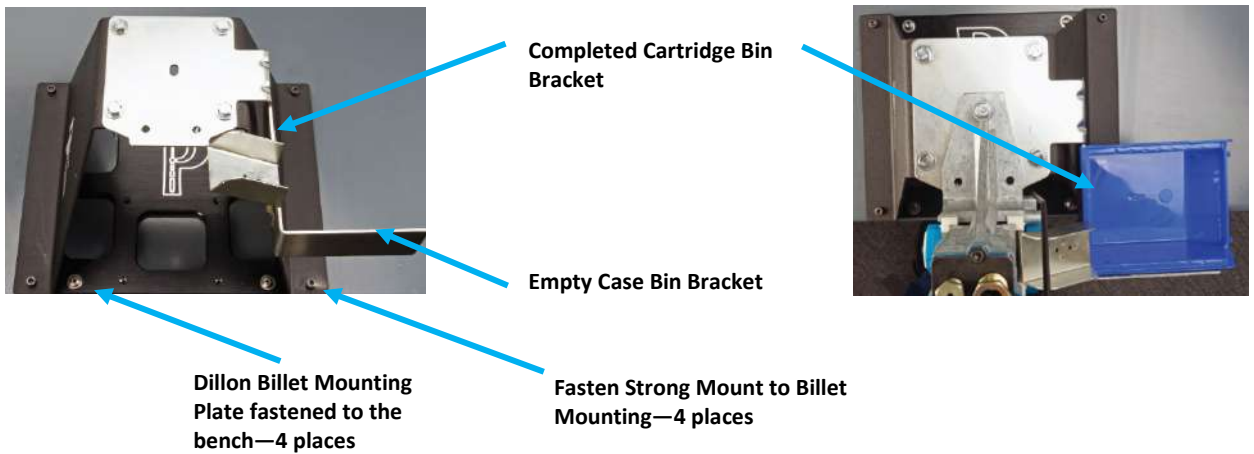 Completed Cartridge Bin
Bracket
Empty Case Bin Bracket
Dillon Billet Mounting
Plate fastened to the
bench—4 places
Fasten Strong Mount to Billet
Mounting—4 places